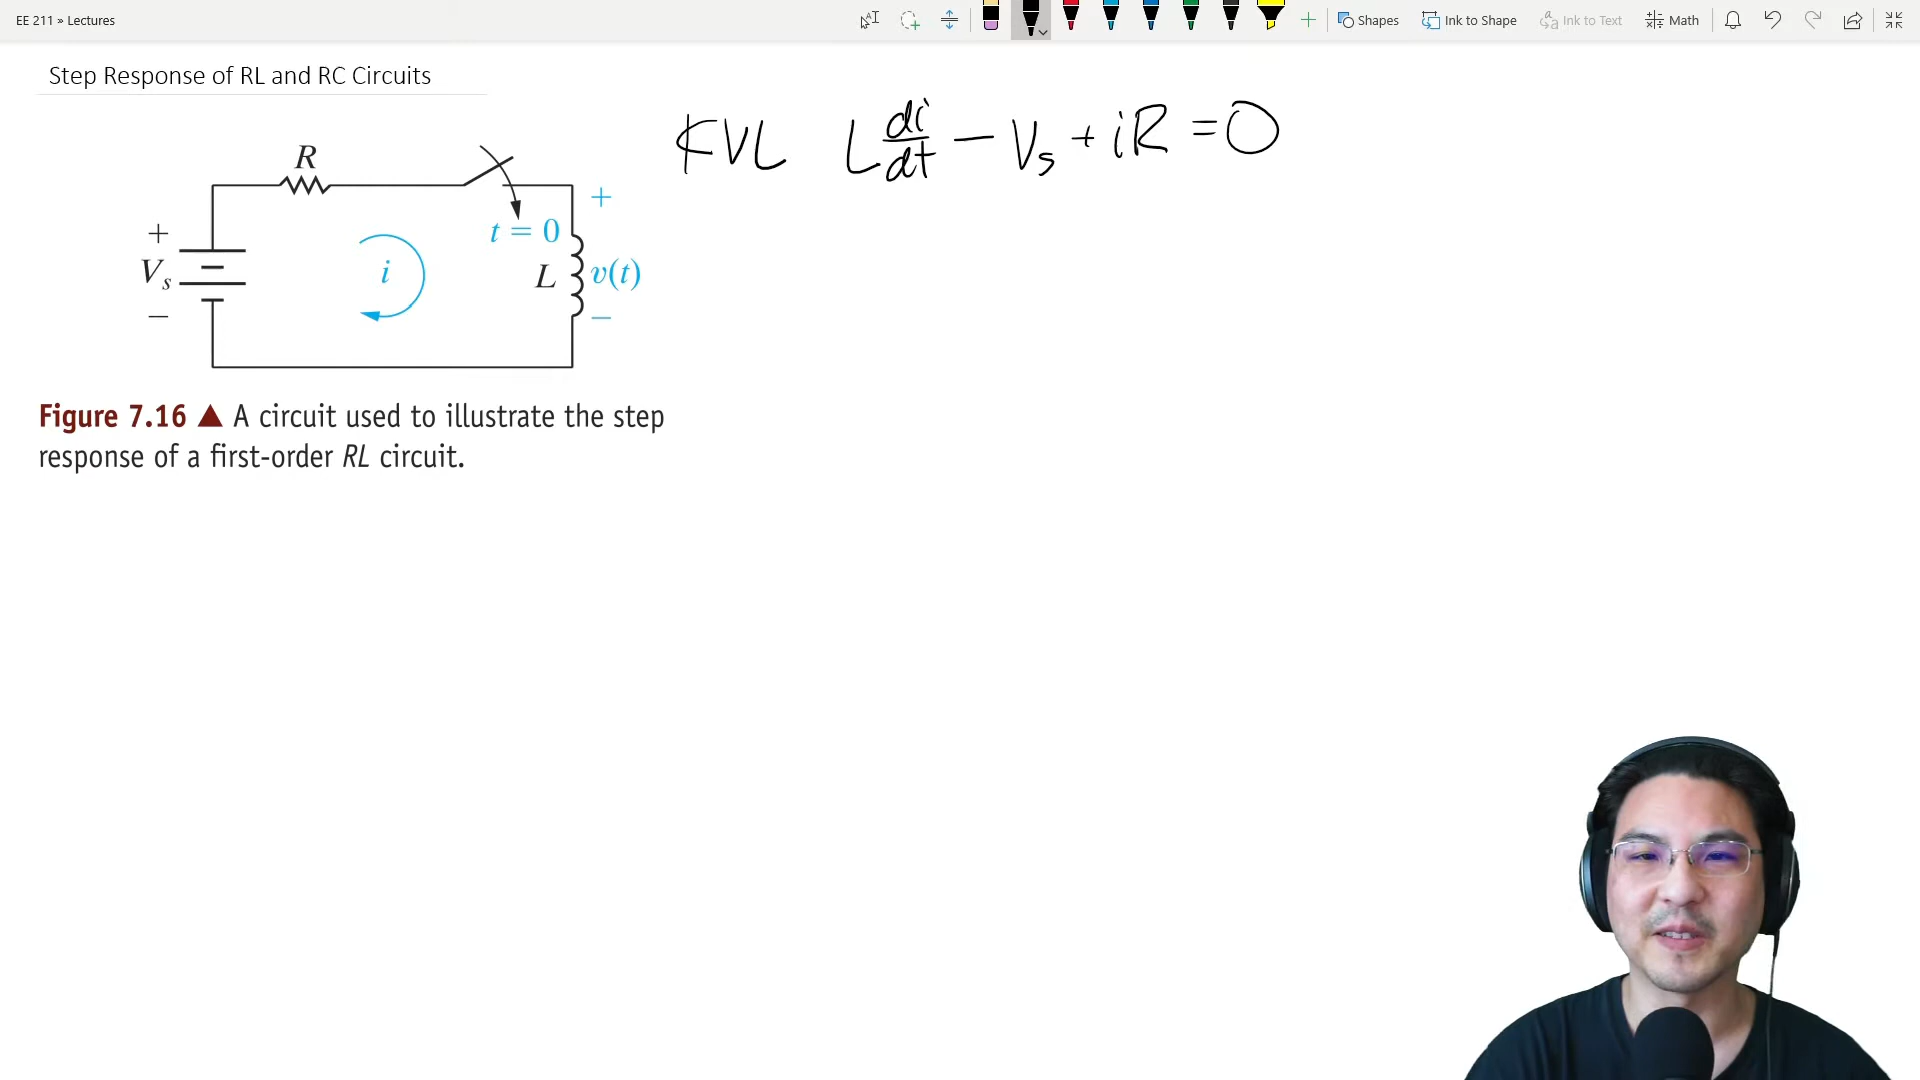 EE 211 » Lectures
Shapes
Ink to Shape
Ink to Text
Math
Step Response of RL and RC Circuits
KVL L di/dt - Vs + iR = 0
R
+
t = 0
+
Vs
i
L
v(t)
−
−
Figure 7.16 ▲ A circuit used to illustrate the step
response of a first-order RL circuit.